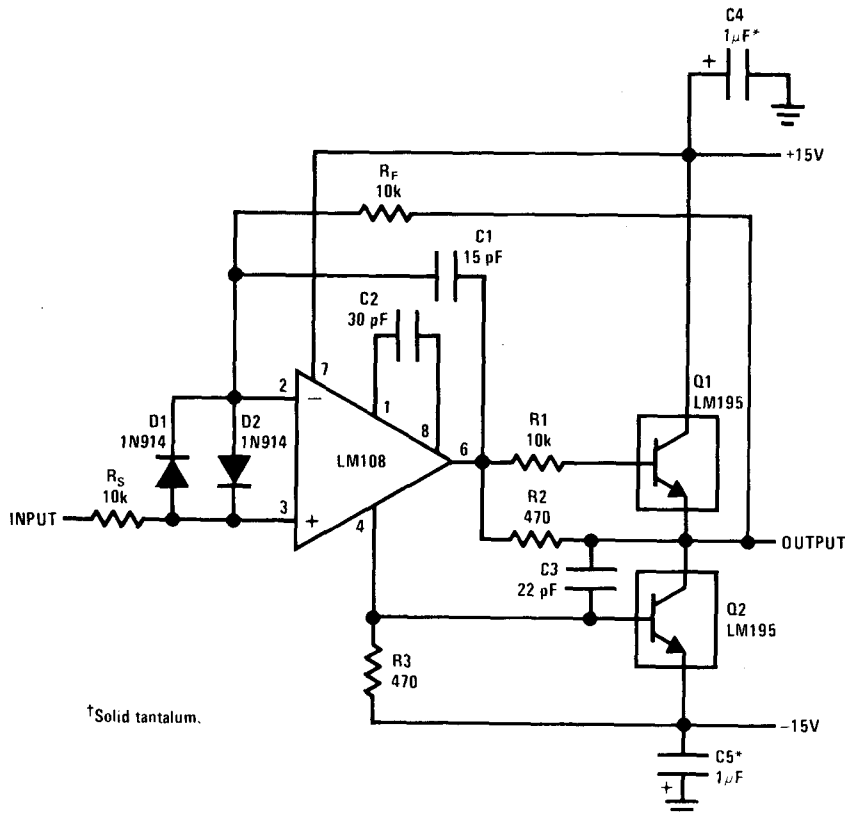 C4
1μF*
+
+15V
RF
10k
C1
15 pF
C2
30 pF
7
Q1
LM195
2
−
1
D1
1N914
D2
1N914
8
6
R1
10k
LM108
RS
10k
R2
470
INPUT
3
+
4
OUTPUT
C3
22 pF
Q2
LM195
R3
470
†Solid tantalum.
−15V
C5*
1μF
+